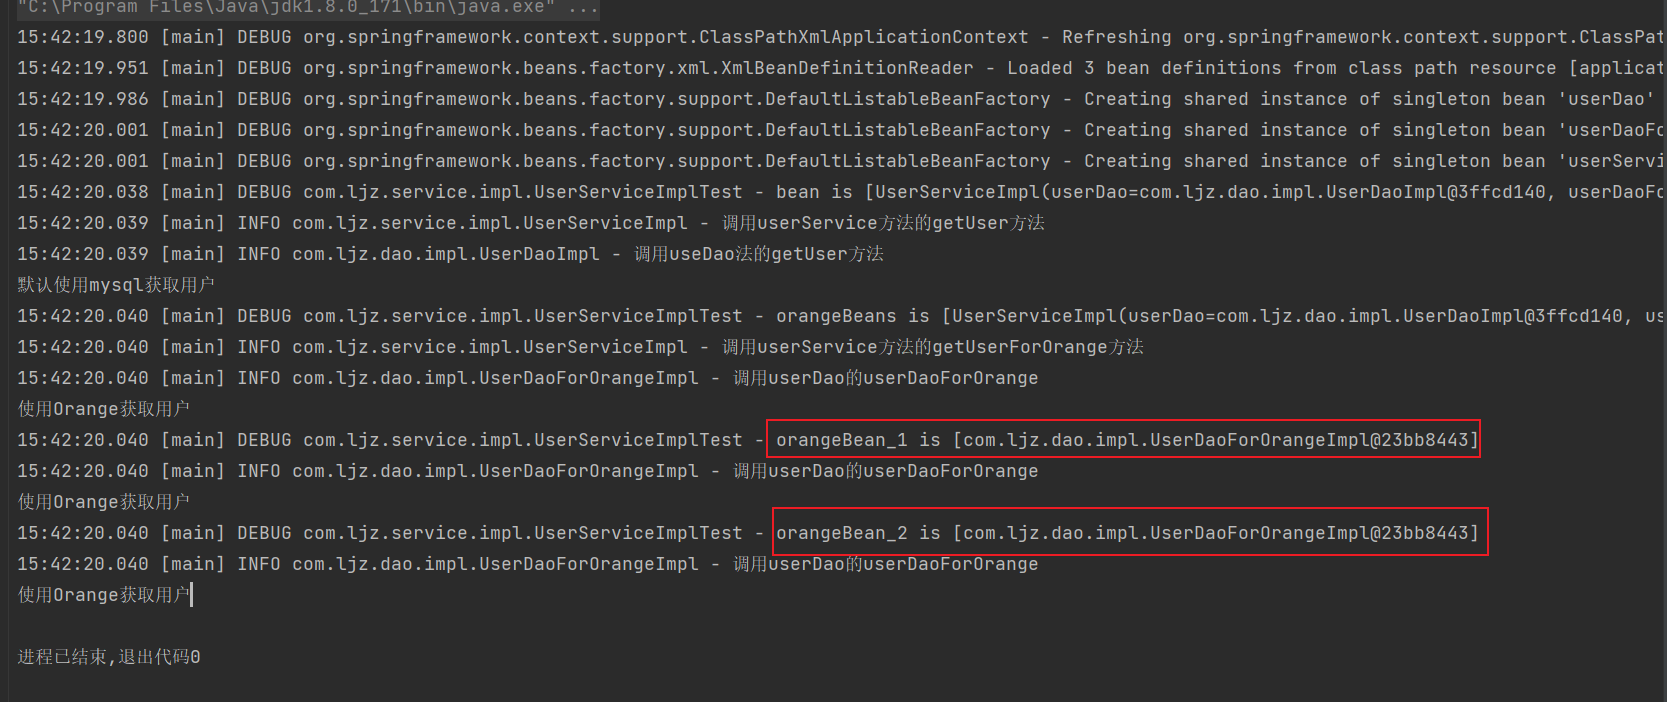 "C:\Program Files\Java\jdk1.8.0_171\bin\java.exe" ...
15:42:19.800 [main] DEBUG org.springframework.context.support.ClassPathXmlApplicationContext - Refreshing org.springframework.context.support.ClassPat
15:42:19.951 [main] DEBUG org.springframework.beans.factory.xml.XmlBeanDefinitionReader - Loaded 3 bean definitions from class path resource [applicat
15:42:19.986 [main] DEBUG org.springframework.beans.factory.support.DefaultListableBeanFactory - Creating shared instance of singleton bean 'userDao'
15:42:20.001 [main] DEBUG org.springframework.beans.factory.support.DefaultListableBeanFactory - Creating shared instance of singleton bean 'userDaoFo
15:42:20.001 [main] DEBUG org.springframework.beans.factory.support.DefaultListableBeanFactory - Creating shared instance of singleton bean 'userServi
15:42:20.038 [main] DEBUG com.ljz.service.impl.UserServiceImplTest - bean is [UserServiceImpl(userDao=com.ljz.dao.impl.UserDaoImpl@3ffcd140, userDaoFo
15:42:20.039 [main] INFO com.ljz.service.impl.UserServiceImpl - 调用userService方法的getUser方法
15:42:20.039 [main] INFO com.ljz.dao.impl.UserDaoImpl - 调用useDao法的getUser方法
默认使用mysql获取用户
15:42:20.040 [main] DEBUG com.ljz.service.impl.UserServiceImplTest - orangeBeans is [UserServiceImpl(userDao=com.ljz.dao.impl.UserDaoImpl@3ffcd140, us
15:42:20.040 [main] INFO com.ljz.service.impl.UserServiceImpl - 调用userService方法的getUserForOrange方法
15:42:20.040 [main] INFO com.ljz.dao.impl.UserDaoForOrangeImpl - 调用userDao的userDaoForOrange
使用Orange获取用户
15:42:20.040 [main] DEBUG com.ljz.service.impl.UserServiceImplTest - orangeBean_1 is [com.ljz.dao.impl.UserDaoForOrangeImpl@23bb8443]
15:42:20.040 [main] INFO com.ljz.dao.impl.UserDaoForOrangeImpl - 调用userDao的userDaoForOrange
使用Orange获取用户
15:42:20.040 [main] DEBUG com.ljz.service.impl.UserServiceImplTest - orangeBean_2 is [com.ljz.dao.impl.UserDaoForOrangeImpl@23bb8443]
15:42:20.040 [main] INFO com.ljz.dao.impl.UserDaoForOrangeImpl - 调用userDao的userDaoForOrange
使用Orange获取用户
进程已结束,退出代码0